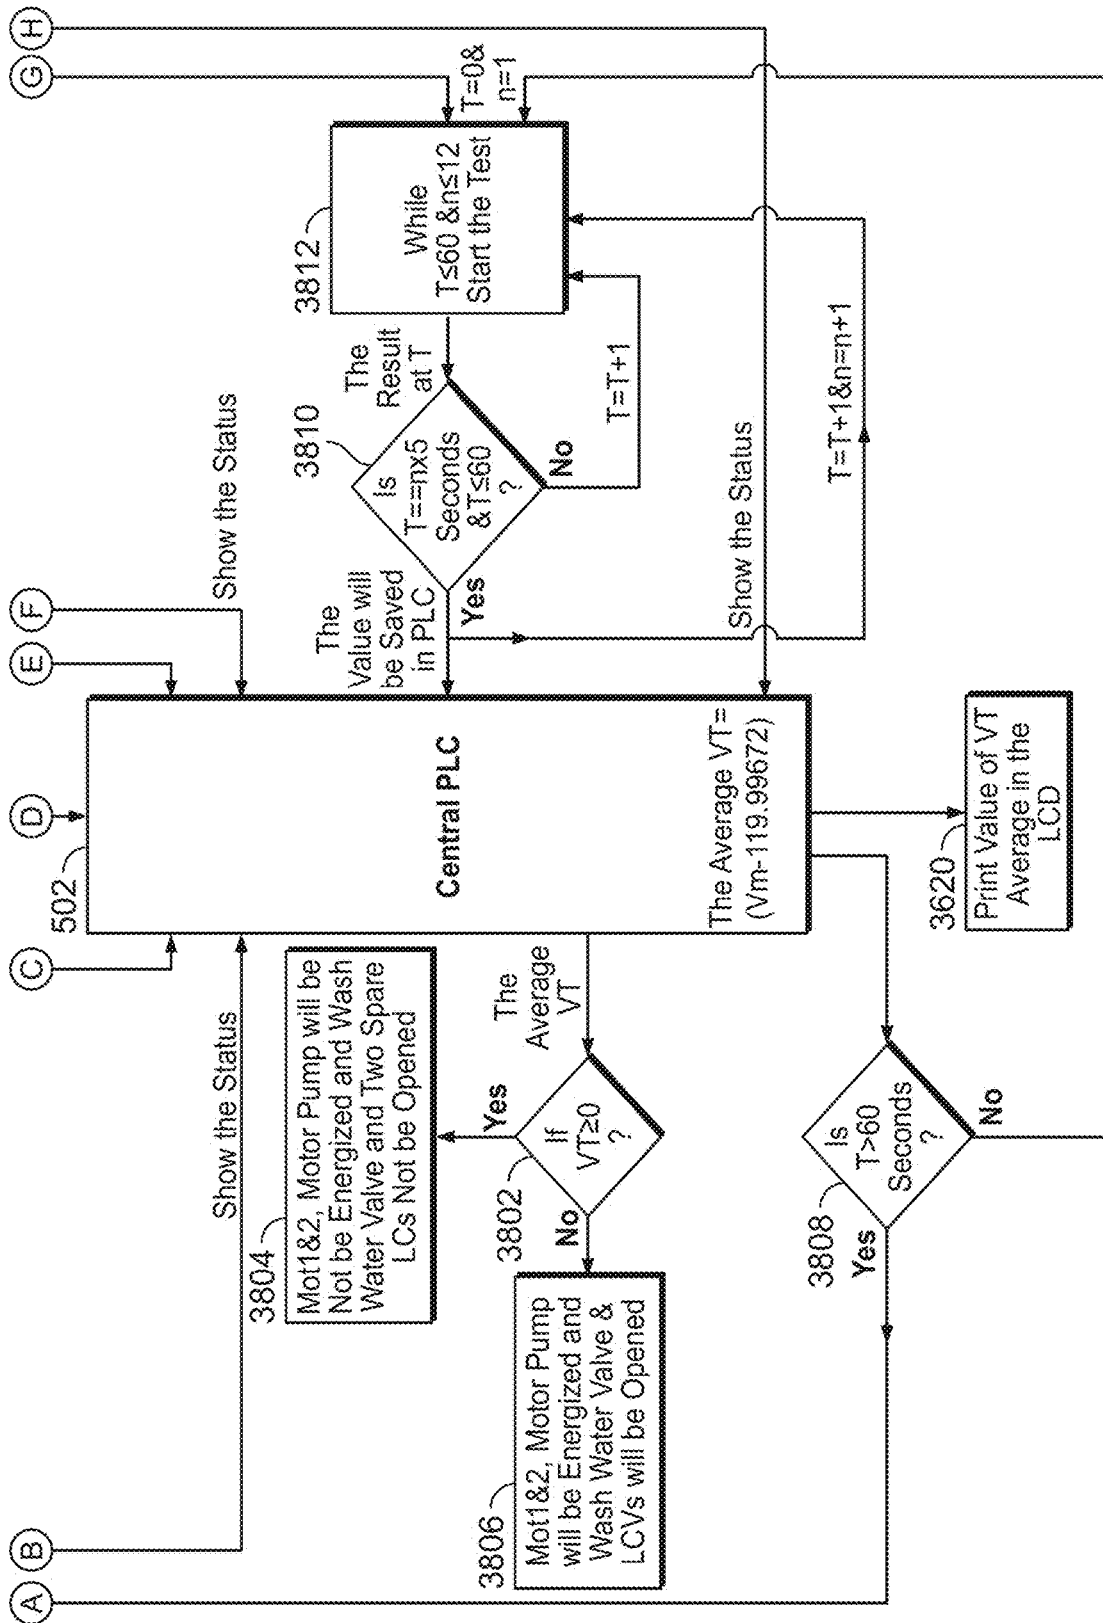 A
B
C
D
E
F
G
H
Show the Status
502
Show the Status
Central PLC
The Average VT=
(Vm-119.99672)
3804
Mot1&2, Motor Pump will be
Not be Energized and Wash
Water Valve and Two Spare
LCs Not be Opened
The
Average
VT
Yes
If
VT≥0
?
3802
No
3806
Mot1&2, Motor Pump
will be Energized and
Wash Water Valve &
LCVs will be Opened
The
Value will
be Saved
in PLC
Yes
3810
Is
T==nx5
Seconds
&T≤60
?
No
The
Result
at T
3812
While
T≤60 &n≤12
Start the Test
T=0&
n=1
T=T+1
Show the Status
T=T+1&n=n+1
3808
Is
T>60
Seconds
?
Yes
No
3620
Print Value of VT
Average in the
LCD